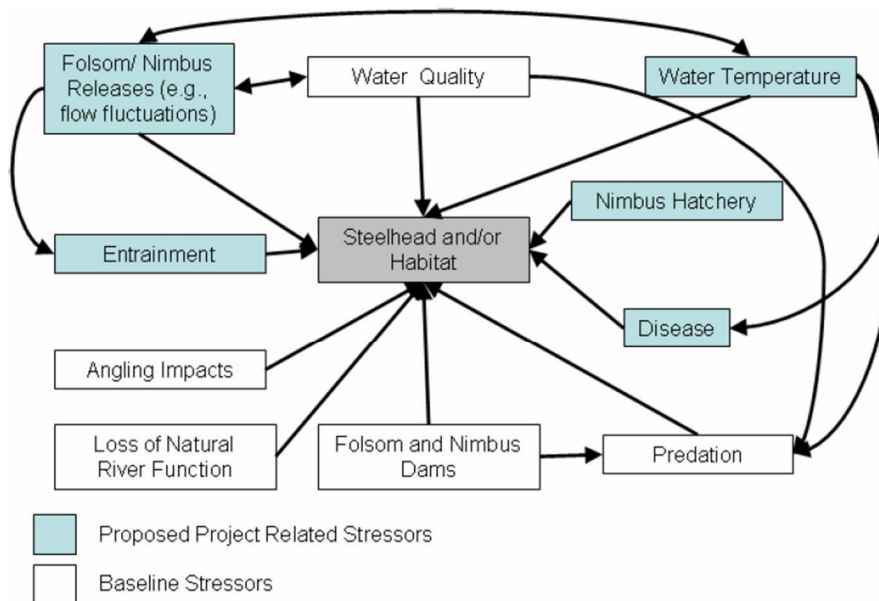 Folsom/ Nimbus
Releases (e.g.,
flow fluctuations)
Water Quality
Water Temperature
Nimbus Hatchery
Entrainment
Steelhead and/or
Habitat
Disease
Angling Impacts
Loss of Natural
River Function
Folsom and Nimbus
Dams
Predation
Proposed Project Related Stressors
Baseline Stressors